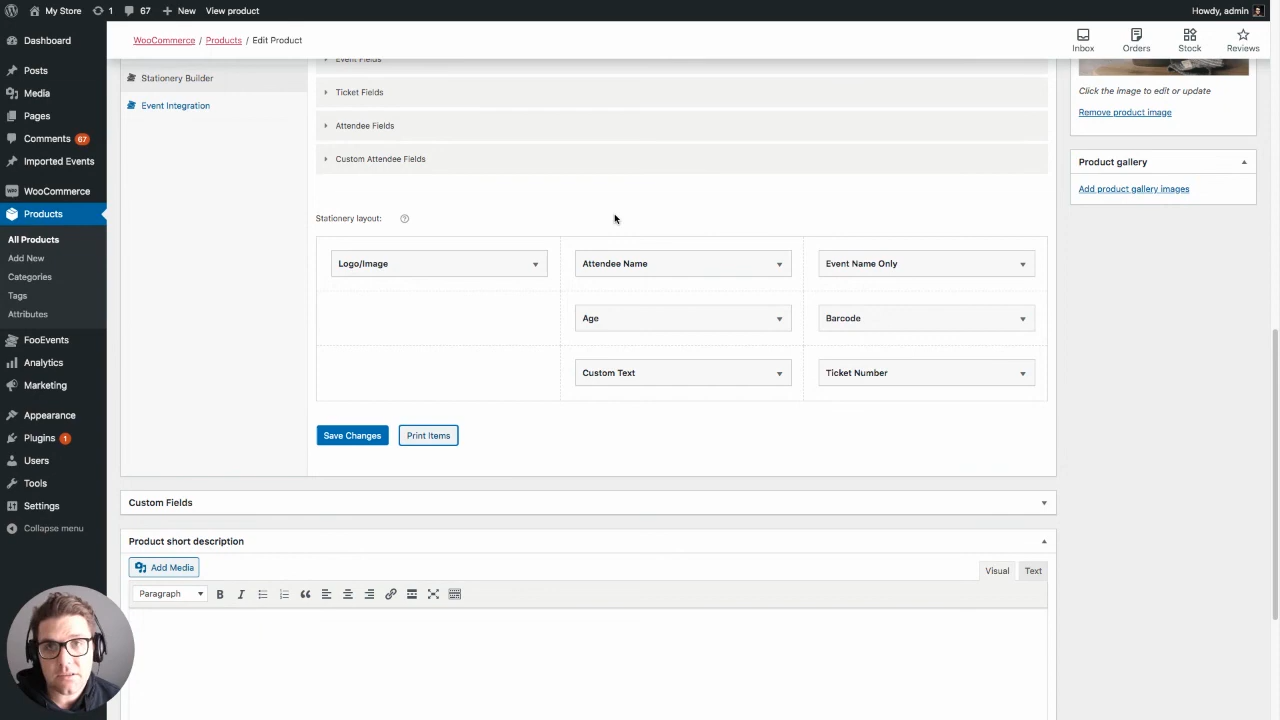 My Store
1
67
New
View product
Howdy, admin
Dashboard
Posts
Media
Pages
Comments 67
Imported Events
WooCommerce
Products
All Products
Add New
Categories
Tags
Attributes
FooEvents
Analytics
Marketing
Appearance
Plugins 1
Users
Tools
Settings
Collapse menu
WooCommerce / Products / Edit Product
Inbox
Orders
Stock
Reviews
Stationery Builder
Event Integration
Event Fields
Ticket Fields
Attendee Fields
Custom Attendee Fields
Stationery layout: ?
Logo/Image
Attendee Name
Event Name Only
Age
Barcode
Custom Text
Ticket Number
Save Changes
Print Items
Custom Fields
Product short description
Add Media
Visual
Text
Paragraph
B
I
Click the image to edit or update
Remove product image
Product gallery
Add product gallery images